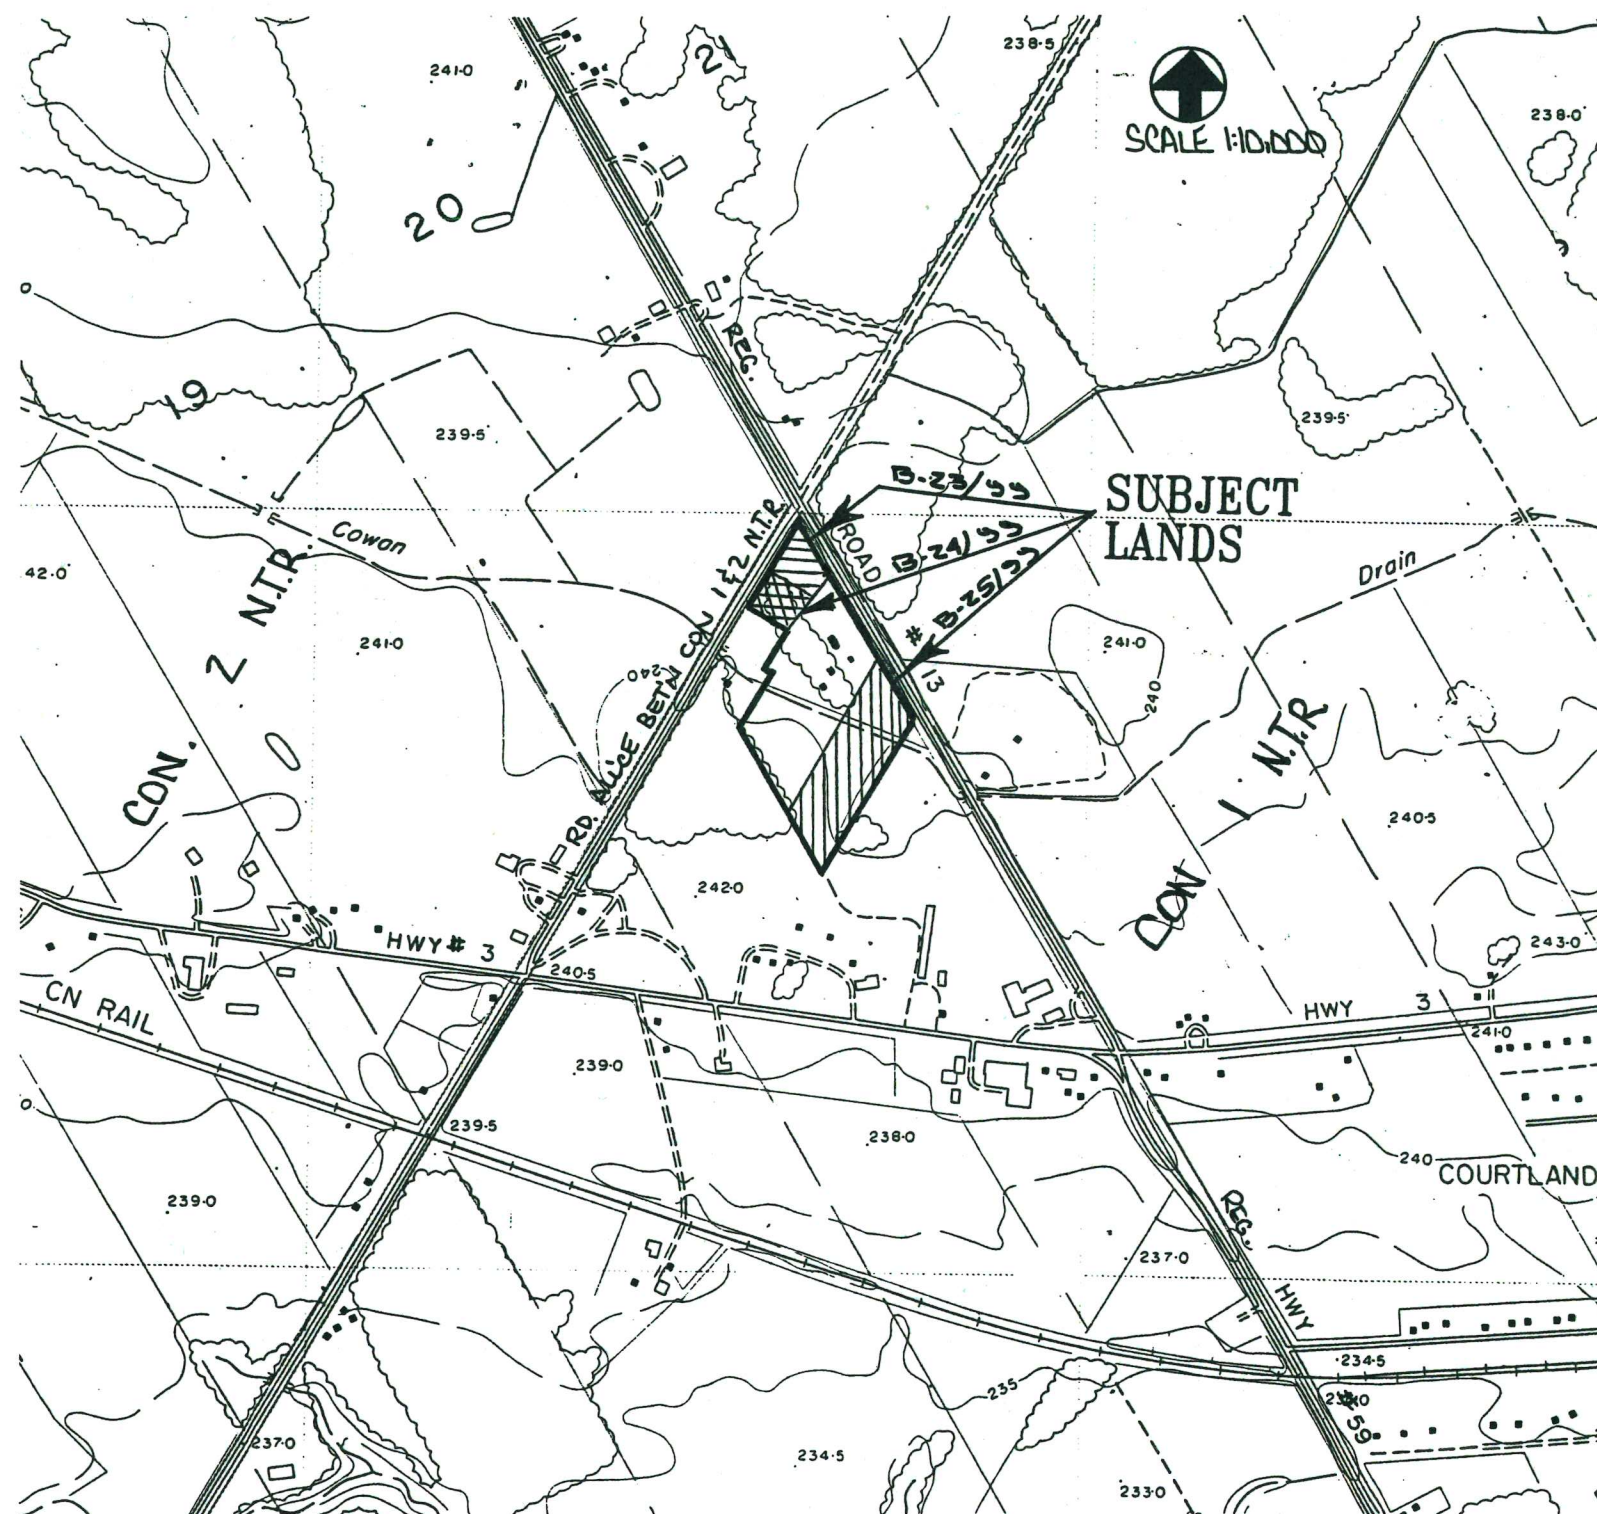 238.5
241.0
21
238.0
SCALE 1:10,000
20
REG.
19
239.5
239.5
B-23/99
SUBJECT
LANDS
Cowan
ROAD
B-24/99
B-25/99
Drain
42.0
2 N.T.R.
241.0
# 13
241.0
240
240
RD. ALLCE BET'N CON 1 & 2 N.T.R.
CON.
1 N.T.R
240.5
242.0
CON
HWY # 3
240.5
243.0
CN RAIL
HWY 3
241.0
239.0
239.5
238.0
240
COURTLAND
239.0
REG.
237.0
HWY
234.5
235
# 59
237.0
234.5
233.0